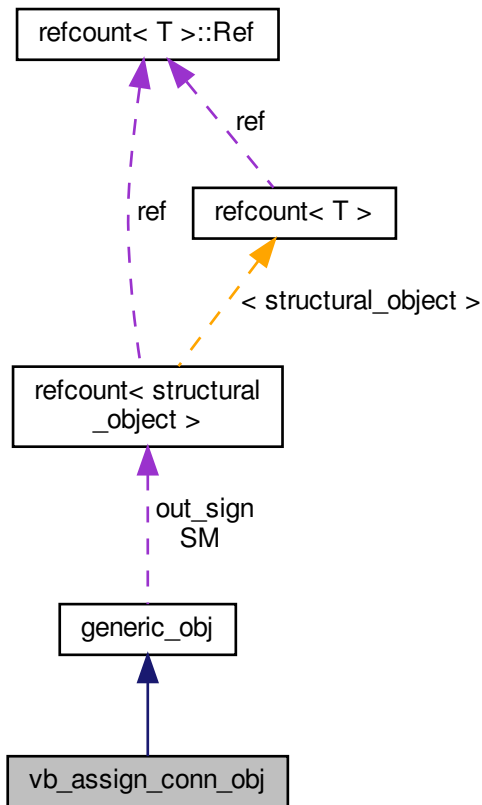 refcount< T >::Ref
ref
refcount< T >
ref
< structural_object >
refcount< structural
_object >
out_sign
SM
generic_obj
vb_assign_conn_obj